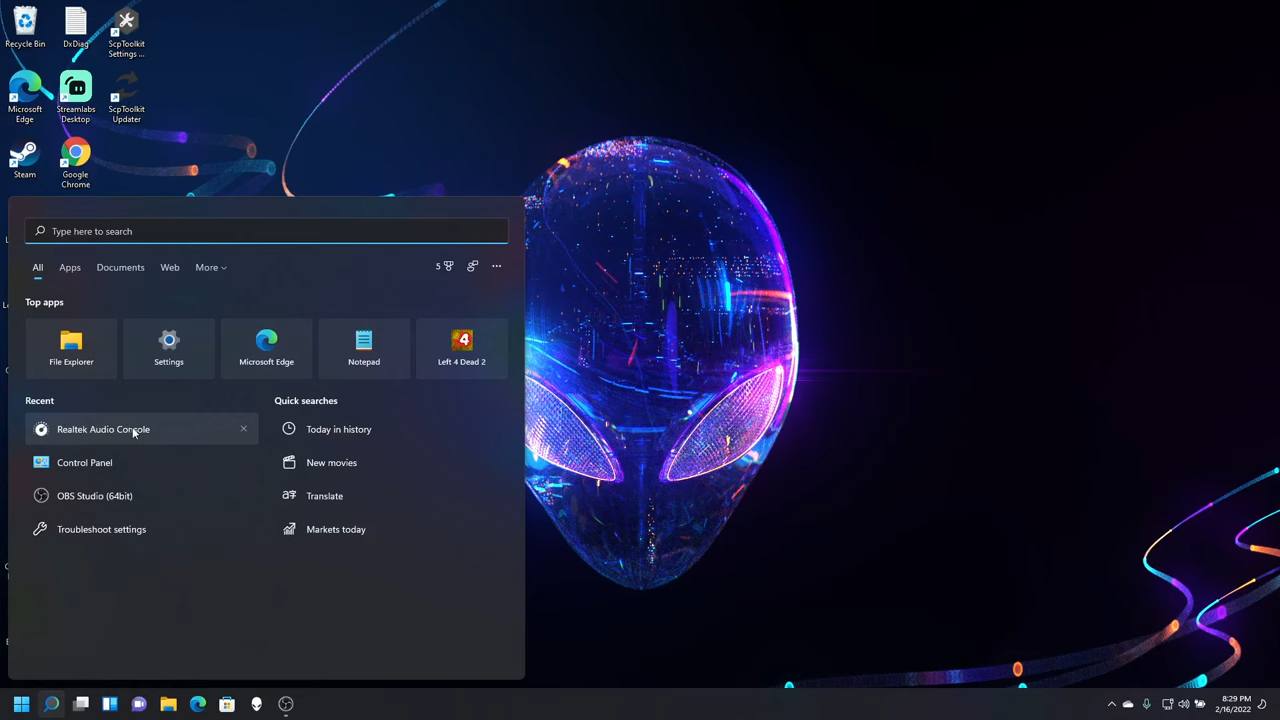 Recycle Bin
DxDiag
ScpToolkit
Settings ...
Microsoft
Edge
Streamlabs
Desktop
ScpToolkit
Updater
Steam
Google
Chrome
Type here to search
All
Apps
Documents
Web
More
5
Top apps
File Explorer
Settings
Microsoft Edge
Notepad
4
Left 4 Dead 2
Recent
Quick searches
Realtek Audio Console
Today in history
Control Panel
New movies
OBS Studio (64bit)
Translate
Troubleshoot settings
Markets today
8:29 PM
2/16/2022